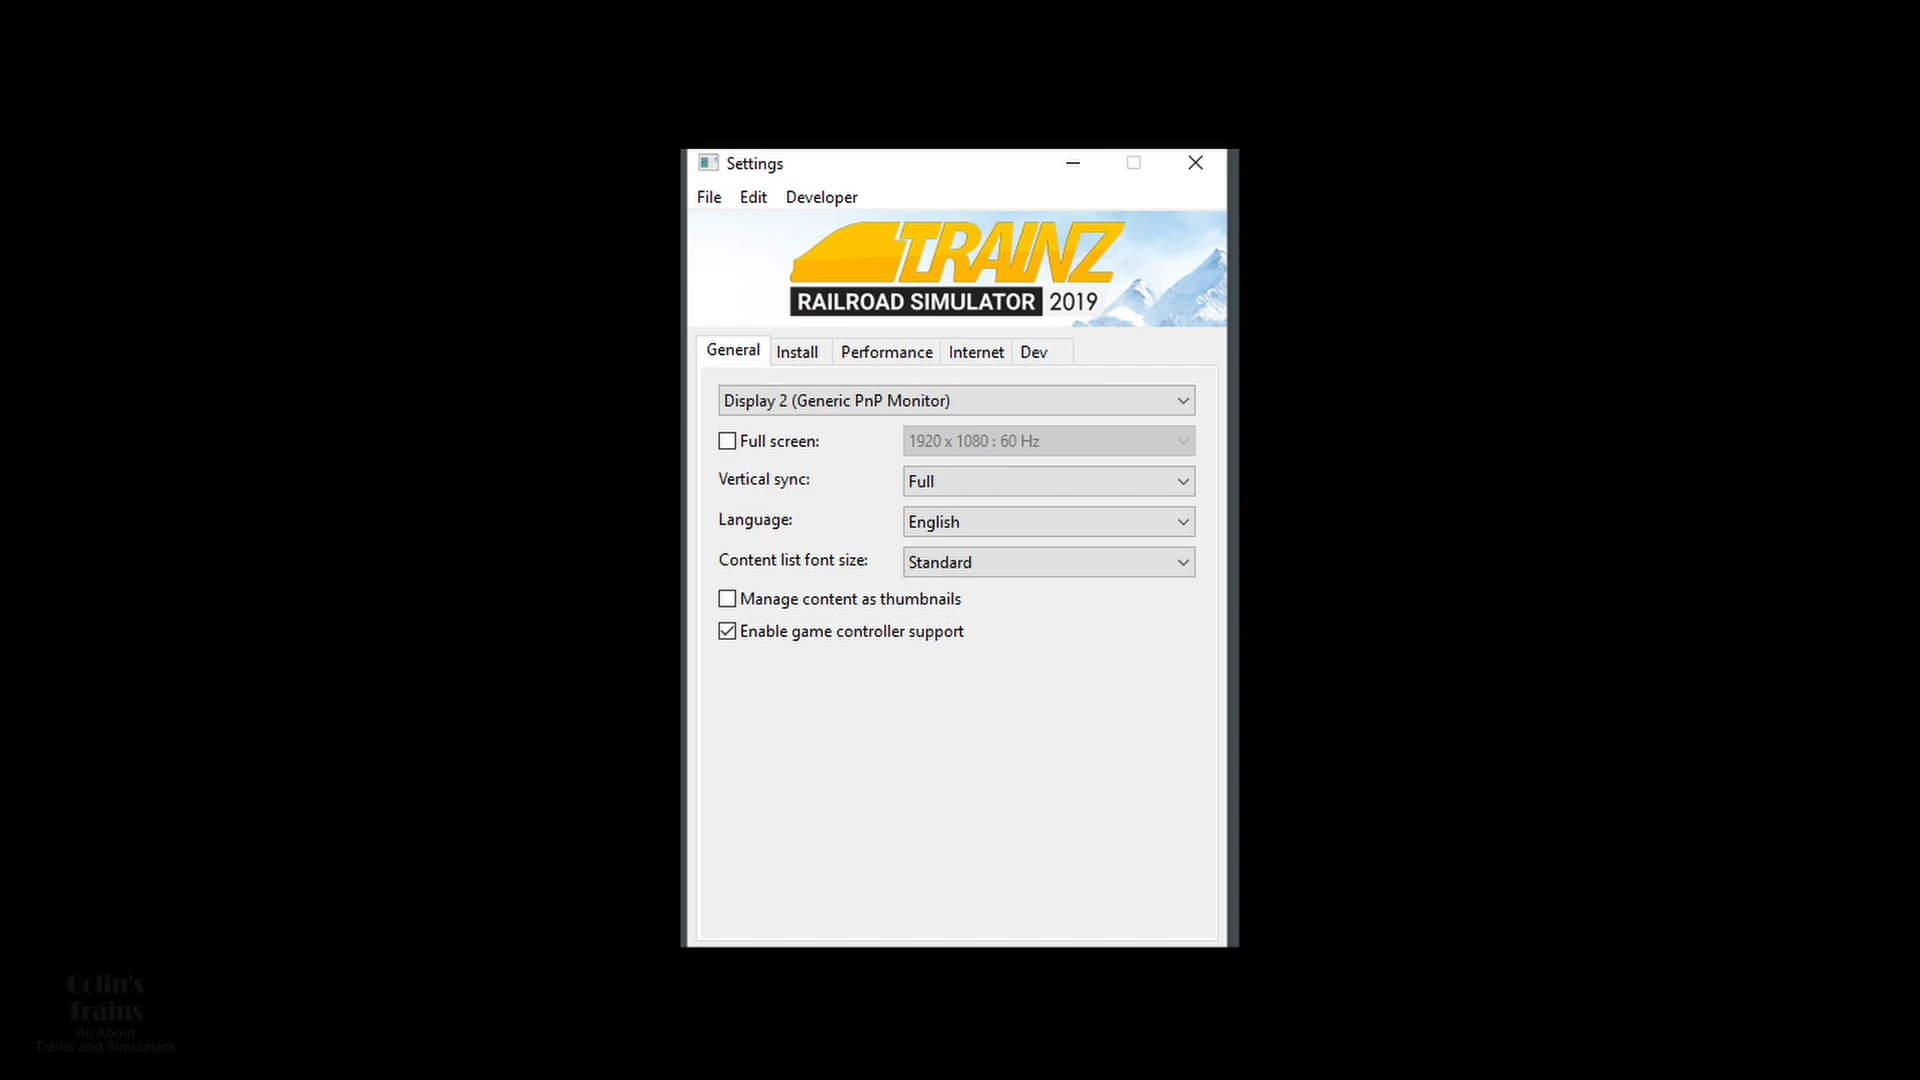 Settings
File Edit Developer
TRAINZ
RAILROAD SIMULATOR 2019
General Install Performance Internet Dev
Display 2 (Generic PnP Monitor)
Full screen: 1920 x 1080 : 60 Hz
Vertical sync: Full
Language: English
Content list font size: Standard
Manage content as thumbnails
Enable game controller support
Colin's
Trains
All About
Trains and Simulators